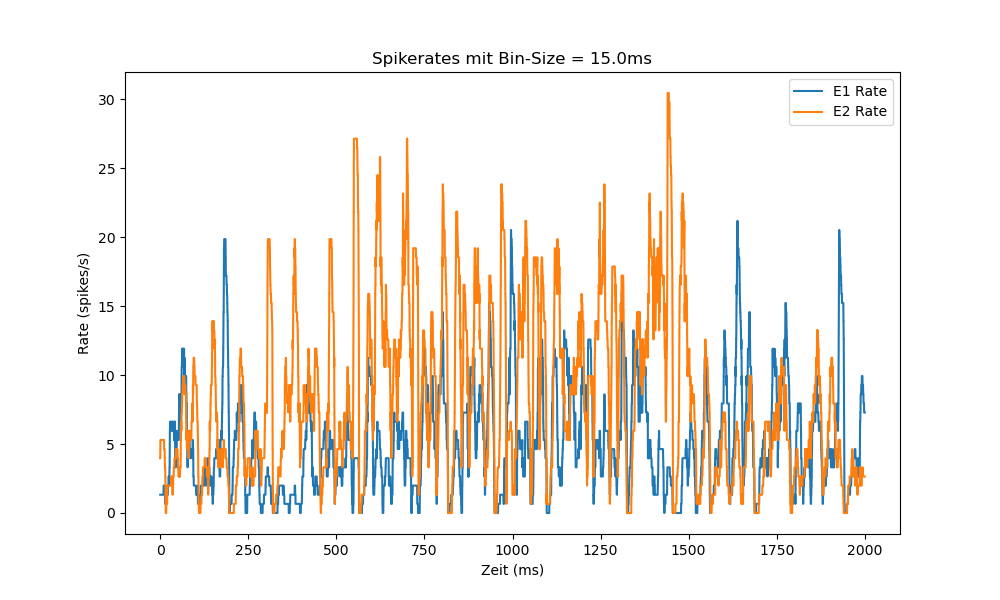 Spikerates mit Bin-Size = 15.0ms
E1 Rate
E2 Rate
30
25
20
15
10
5
0
Rate (spikes/s)
0 250 500 750 1000 1250 1500 1750 2000
Zeit (ms)